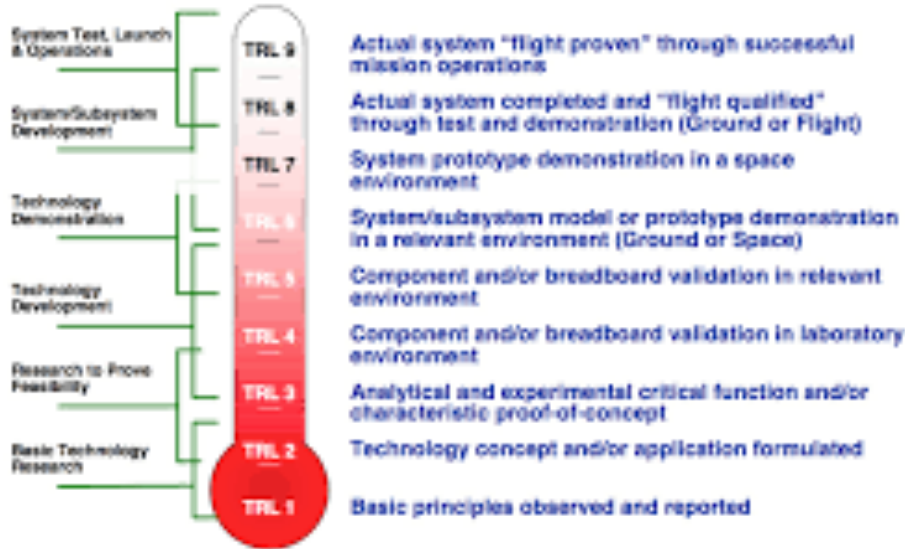 System Test, Launch
& Operations
System/Subsystem
Development
Technology
Demonstration
Technology
Development
Research to Prove
Feasibility
Basic Technology
Research
TRL 9
TRL 8
TRL 7
TRL 6
TRL 5
TRL 4
TRL 3
TRL 2
TRL 1
Actual system "flight proven" through successful
mission operations
Actual system completed and "flight qualified"
through test and demonstration (Ground or Flight)
System prototype demonstration in a space
environment
System/subsystem model or prototype demonstration
in a relevant environment (Ground or Space)
Component and/or breadboard validation in relevant
environment
Component and/or breadboard validation in laboratory
environment
Analytical and experimental critical function and/or
characteristic proof-of-concept
Technology concept and/or application formulated
Basic principles observed and reported